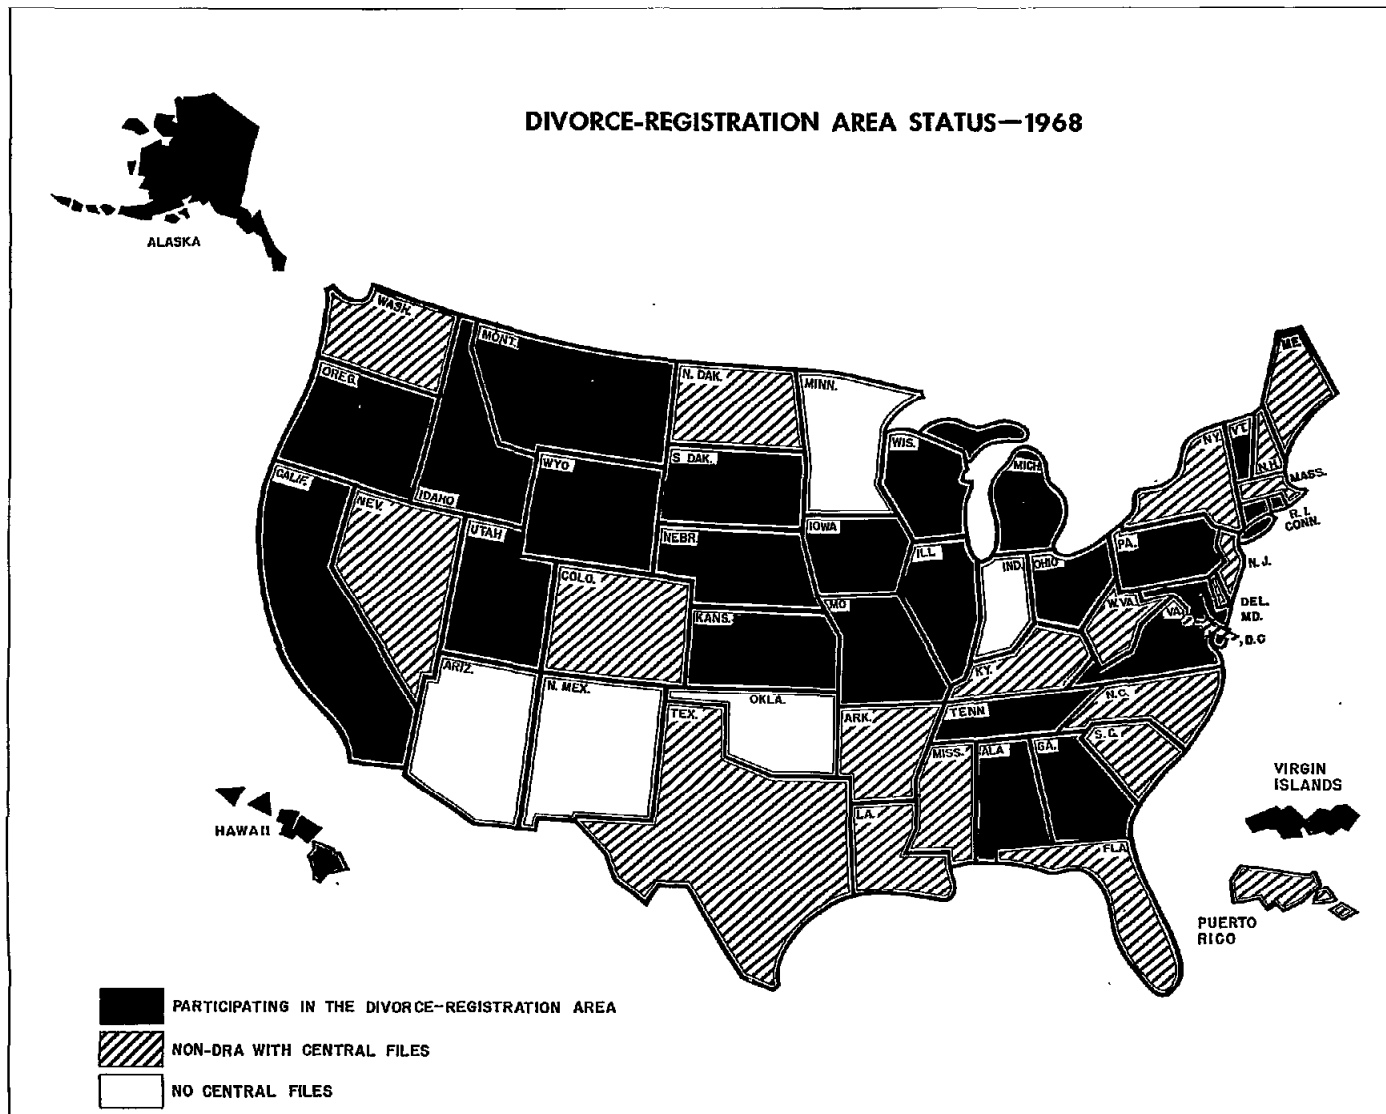 DIVORCE-REGISTRATION AREA STATUS—1968
ALASKA
WASH.
MONT.
N. DAK.
MINN.
ME.
OREG.
WIS.
NY.
VT.
N.H.
MASS.
S DAK.
MICH
WYO
CALIF.
IDAHO
NEV.
R.I.
CONN.
UTAH
NEBR
IOWA
ILL
IND.
OHIO
PA.
N.J.
COLO.
W.VA.
VA.
DEL.
MD.
D.C
KANS.
MO
ARIZ.
N. MEX.
KY.
OKLA.
TEX.
ARK.
TENN
N.C.
S.C.
MISS.
ALA
GA.
VIRGIN
ISLANDS
LA.
FLA
HAWAII
PUERTO
RICO
PARTICIPATING IN THE DIVORCE-REGISTRATION AREA
NON-DRA WITH CENTRAL FILES
NO CENTRAL FILES